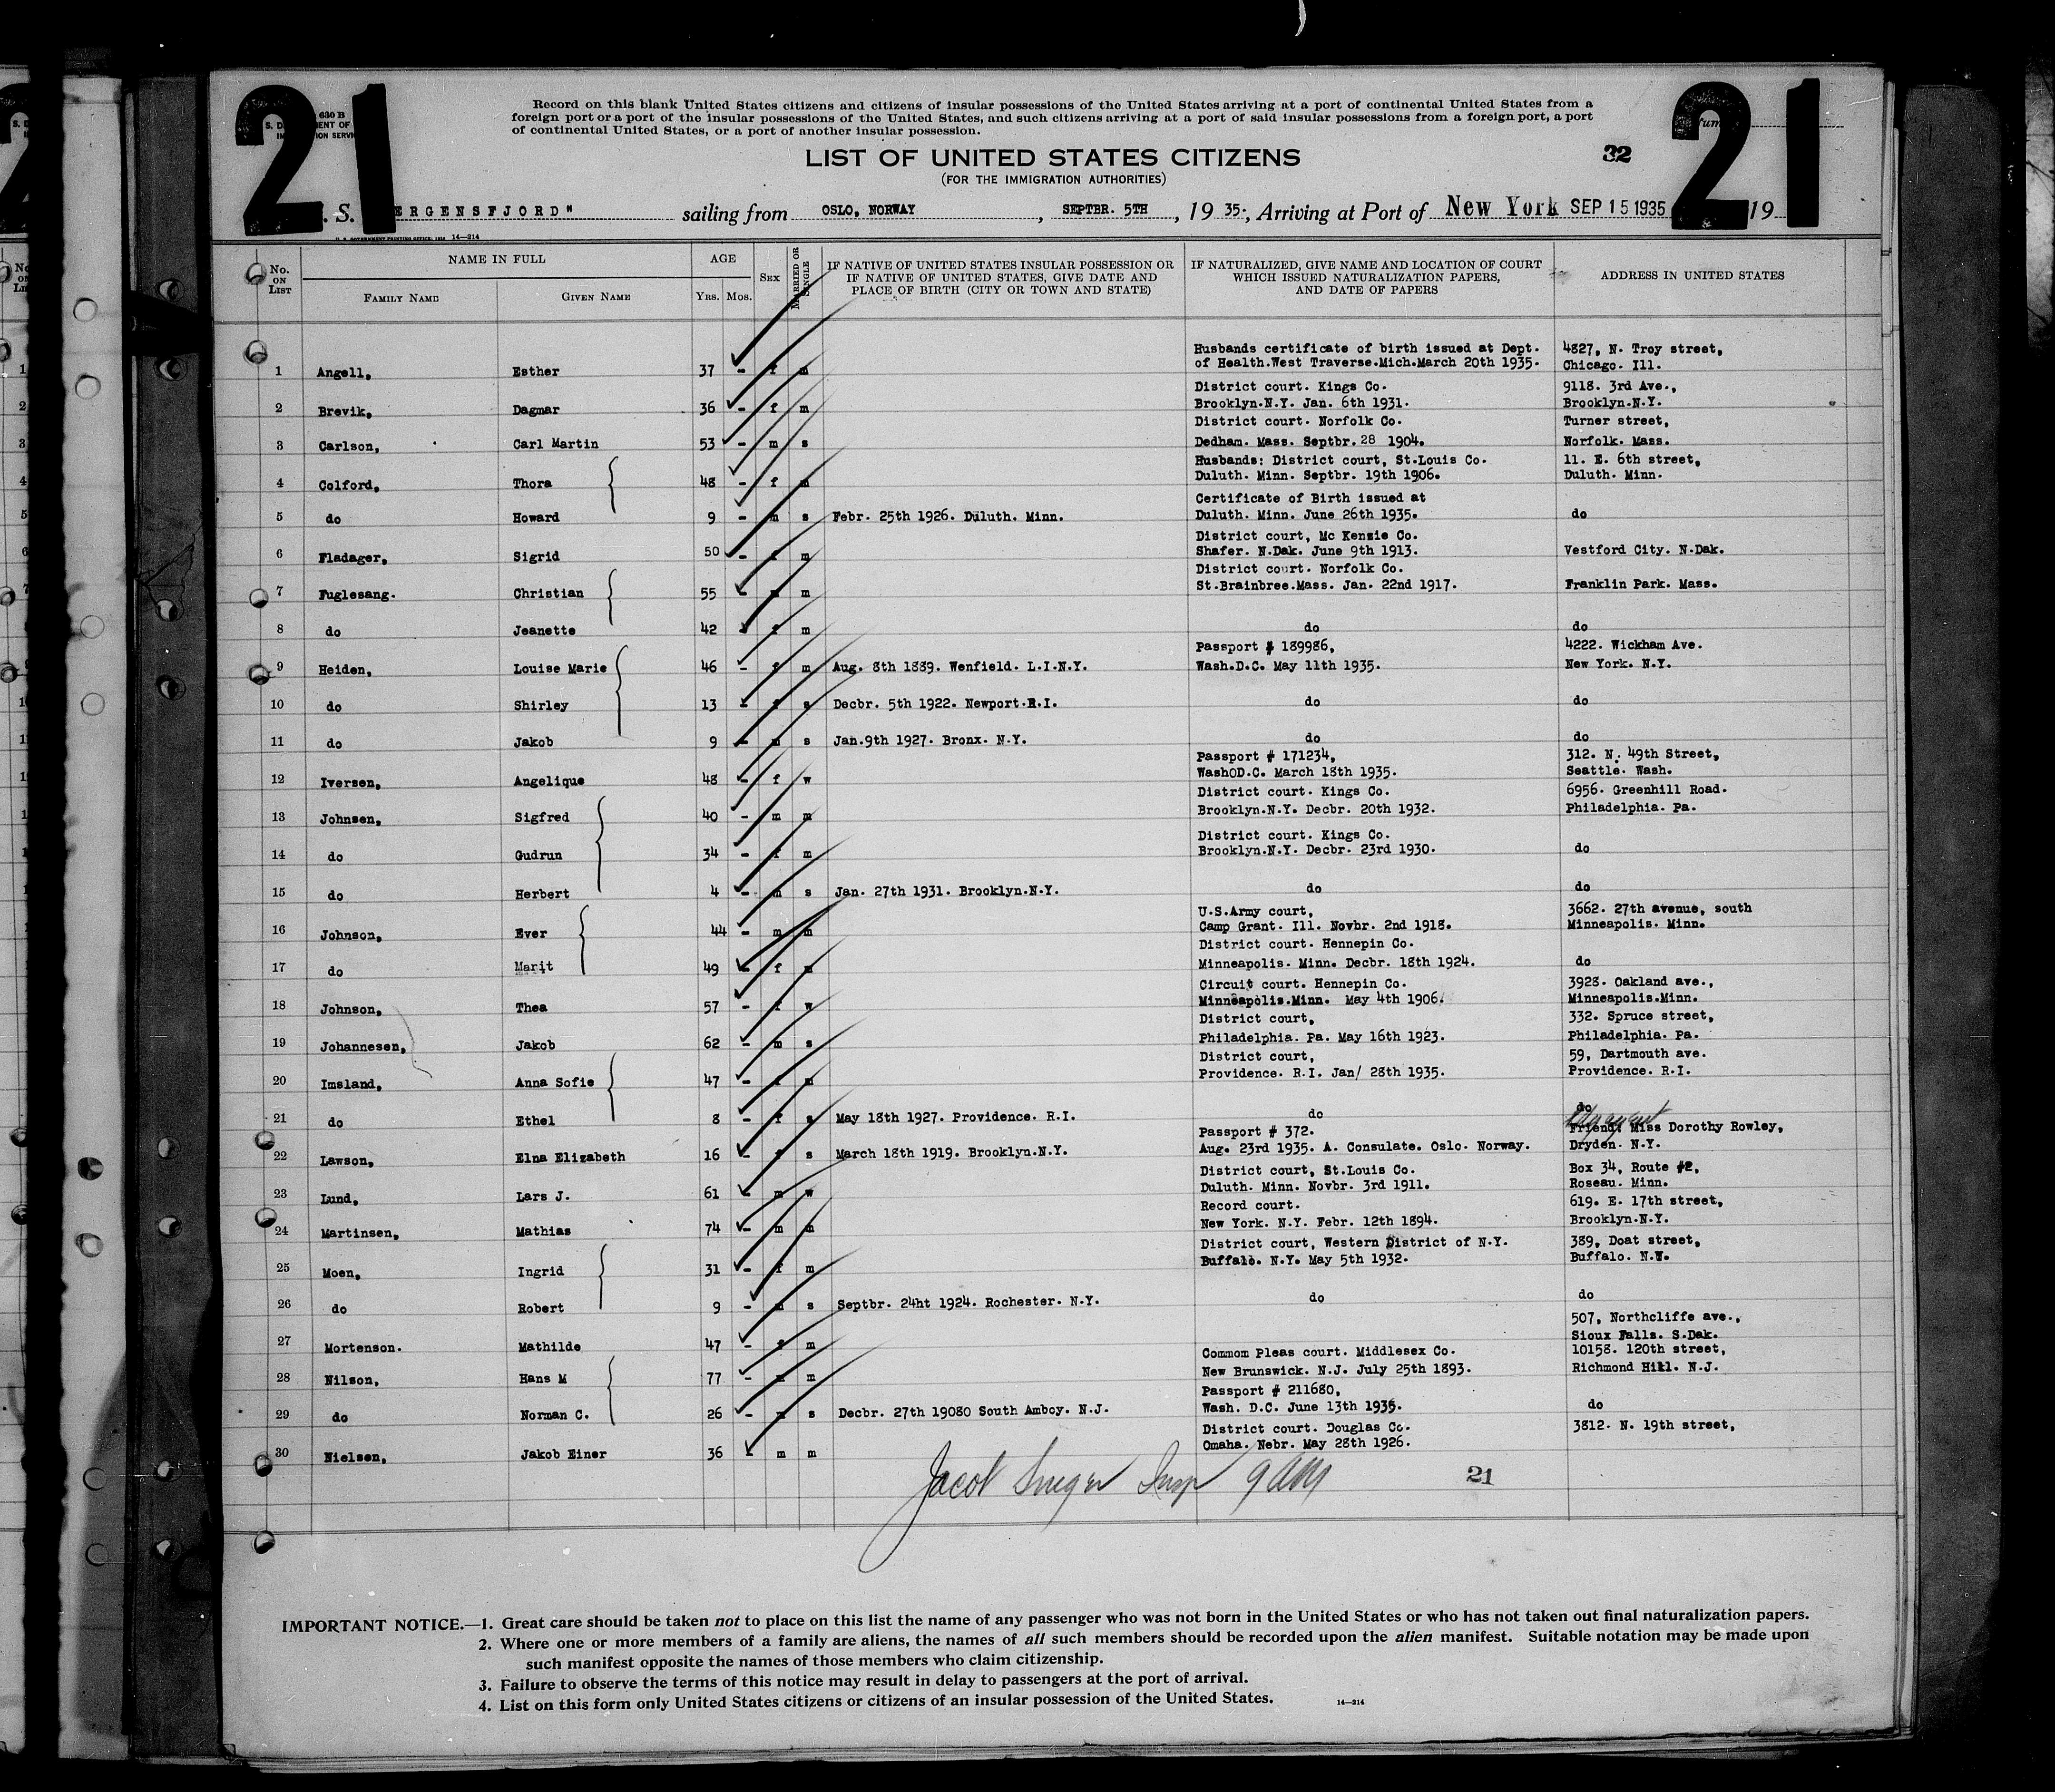 21
21
630 B
Record on this blank United States citizens and citizens of insular possessions of the United States arriving at a port of continental United States from a
foreign port or a port of the insular possessions of the United States, and such citizens arriving at a port of said insular possessions from a foreign port, a port
of continental United States, or a port of another insular possession.
LIST OF UNITED STATES CITIZENS
(FOR THE IMMIGRATION AUTHORITIES)
32
S. ERGENSFJORD" sailing from OSLO, NORWAY, SEPTBR. 5TH, 19 35-, Arriving at Port of New York SEP 15 1935 19
14—214
No. ON LIST
NAME IN FULL
FAMILY NAME
GIVEN NAME
AGE
YRS. MOS.
SEX
MARRIED OR SINGLE
IF NATIVE OF UNITED STATES INSULAR POSSESSION OR
IF NATIVE OF UNITED STATES, GIVE DATE AND
PLACE OF BIRTH (CITY OR TOWN AND STATE)
IF NATURALIZED, GIVE NAME AND LOCATION OF COURT
WHICH ISSUED NATURALIZATION PAPERS,
AND DATE OF PAPERS
ADDRESS IN UNITED STATES
Husbands certificate of birth issued at Dept. 4827, N. Troy street,
1 Angell, Esther 37 - f m of Health.West Traverse.Mich.March 20th 1935. Chicago. Ill.
District court. Kings Co. 9118. 3rd Ave.,
2 Brevik, Dagmar 36 - f m Brooklyn.N.Y. Jan. 6th 1931. Brooklyn.N.Y.
District court. Norfolk Co. Turner street,
3 Carlson, Carl Martin 53 - m s Dedham. Mass. Septbr. 28 1904. Norfolk. Mass.
Husbands: District court, St.Louis Co. 11. E. 6th street,
4 Colford, Thora 48 - f m Duluth. Minn. Septbr. 19th 1906. Duluth. Minn.
Certificate of Birth issued at
5 do Howard 9 - m s Febr. 25th 1926. Duluth. Minn. Duluth. Minn. June 26th 1935. do
District court, Mc Kenzie Co.
6 Fladager, Sigrid 50 - f m Shafer. N.Dak. June 9th 1913. Vestford City. N.Dak.
District court. Norfolk Co.
7 Fuglesang. Christian 55 - m m St.Brainbree.Mass. Jan. 22nd 1917. Franklin Park. Mass.
8 do Jeanette 42 - f m do do
Passport # 189986, 4222. Wickham Ave.
9 Heiden, Louise Marie 46 - f m Aug. 8th 1889. Wenfield. L.I.N.Y. Wash.D.C. May 11th 1935. New York. N.Y.
10 do Shirley 13 - f s Decbr. 5th 1922. Newport.R.I. do do
11 do Jakob 9 - m s Jan.9th 1927. Bronx. N.Y. do do
Passport # 171234, 312. N. 49th Street,
12 Iversen, Angelique 48 - f w WashOD.C. March 18th 1935. Seattle. Wash.
District court. Kings Co. 6956. Greenhill Road.
13 Johnsen, Sigfred 40 - m m Brooklyn.N.Y. Decbr. 20th 1932. Philadelphia. Pa.
District court. Kings Co.
14 do Gudrun 34 - f m Brooklyn.N.Y. Decbr. 23rd 1930. do
15 do Herbert 4 - m s Jan. 27th 1931. Brooklyn.N.Y. do do
U.S.Army court, 3662. 27th avenue, south
16 Johnson, Ever 44 - m m Camp Grant. Ill. Novbr. 2nd 1918. Minneapolis. Minn.
District court. Hennepin Co.
17 do Marit 49 - f m Minneapolis. Minn. Decbr. 18th 1924. do
Circuit court. Hennepin Co. 3928. Oakland ave.,
18 Johnson, Thea 57 - f w Minneapolis.Minn. May 4th 1906. Minneapolis.Minn.
District court, 332. Spruce street,
19 Johannesen, Jakob 62 - m s Philadelphia. Pa. May 16th 1923. Philadelphia. Pa.
District court, 59, Dartmouth ave.
20 Imsland, Anna Sofie 47 - f m Providence. R.I. Jan/ 28th 1935. Providence. R.I.
21 do Ethel 8 - f s May 18th 1927. Providence. R.I. do do
Passport # 372. Friend: Miss Dorothy Rowley,
22 Lawson, Elna Elizabeth 16 - f s March 18th 1919. Brooklyn.N.Y. Aug. 23rd 1935. A. Consulate. Oslo. Norway. Dryden. N.Y.
District court, St.Louis Co. Box 34, Route #2,
23 Lund, Lars J. 61 - m w Duluth. Minn. Novbr. 3rd 1911. Roseau. Minn.
Record court. 619. E. 17th street,
24 Martinsen, Mathias 74 - m m New York. N.Y. Febr. 12th 1894. Brooklyn.N.Y.
District court, Western District of N.Y. 389, Doat street,
25 Moen, Ingrid 31 - f m Buffalo. N.Y. May 5th 1932. Buffalo. N.Y.
26 do Robert 9 - m s Septbr. 24ht 1924. Rochester. N.Y. do do
507, Northcliffe ave.,
27 Mortenson. Mathilde 47 - f m Sioux Falls. S.Dak.
Commom Pleas court. Middlesex Co. 10158. 120th street,
28 Nilson, Hans M 77 - m m New Brunswick. N.J. July 25th 1893. Richmond Hill. N.J.
Passport # 211680,
29 do Norman C. 26 - m s Decbr. 27th 19080 South Amboy. N.J. Wash. D.C. June 13th 1935. do
District court. Douglas Co. 3812. N. 19th street,
30 Nielsen, Jakob Einer 36 - m m Omaha. Nebr. May 28th 1926.
Jacob Insp 9 AM 21
IMPORTANT NOTICE.—1. Great care should be taken not to place on this list the name of any passenger who was not born in the United States or who has not taken out final naturalization papers.
2. Where one or more members of a family are aliens, the names of all such members should be recorded upon the alien manifest. Suitable notation may be made upon
such manifest opposite the names of those members who claim citizenship.
3. Failure to observe the terms of this notice may result in delay to passengers at the port of arrival.
4. List on this form only United States citizens or citizens of an insular possession of the United States. 14—214